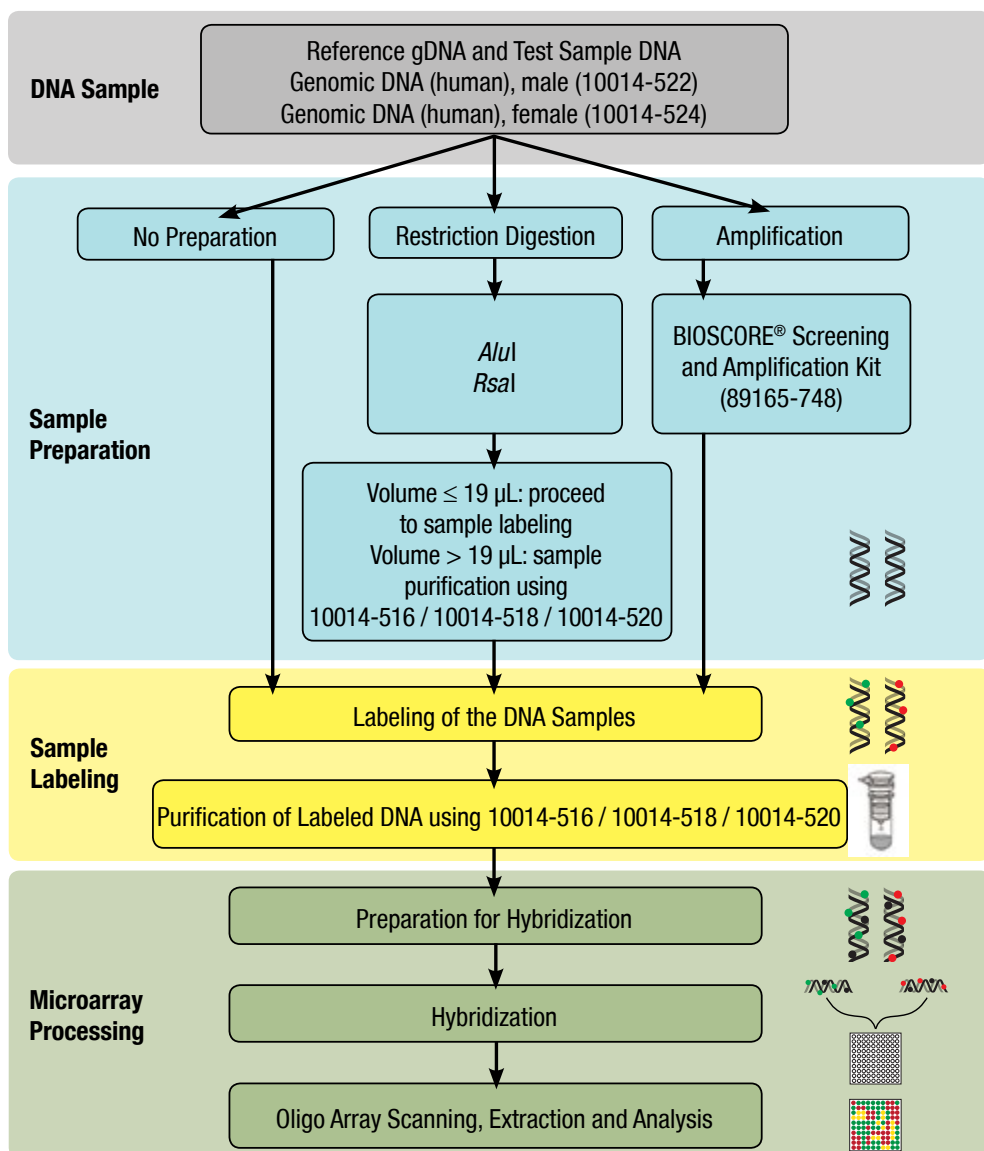 DNA Sample
Reference gDNA and Test Sample DNA
Genomic DNA (human), male (10014-522)
Genomic DNA (human), female (10014-524)
Sample
Preparation
No Preparation
Restriction Digestion
Amplification
AluI
RsaI
BIOSCORE® Screening
and Amplification Kit
(89165-748)
Volume ≤ 19 µL: proceed
to sample labeling
Volume > 19 µL: sample
purification using
10014-516 / 10014-518 / 10014-520
Sample
Labeling
Labeling of the DNA Samples
Purification of Labeled DNA using 10014-516 / 10014-518 / 10014-520
Microarray
Processing
Preparation for Hybridization
Hybridization
Oligo Array Scanning, Extraction and Analysis